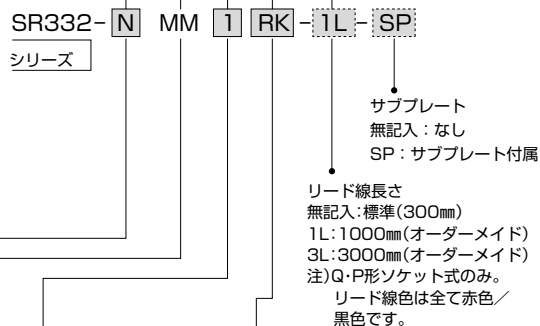 SR332-N MM 1 RK-1L-SP
シリーズ
サブプレート
無記入：なし
SP：サブプレート付属
リード線長さ
無記入:標準(300㎜)
1L:1000㎜(オーダーメイド)
3L:3000㎜(オーダーメイド)
注)Q・P形ソケット式のみ。
リード線色は全て赤色／
黒色です。